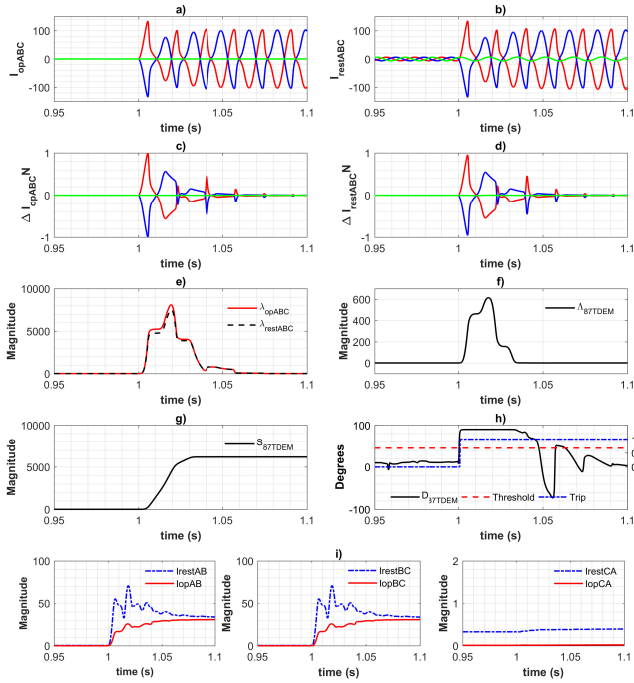 a)
I_opABC
100
0
-100
0.95
1
1.05
1.1
time (s)
b)
I_restABC
100
0
-100
0.95
1
1.05
1.1
time (s)
c)
Δ I_cpABC N
1
0
-1
0.95
1
1.05
1.1
time (s)
d)
Δ I_restABC N
1
0
-1
0.95
1
1.05
1.1
time (s)
e)
Magnitude
10000
5000
0
λ_opABC
λ_restABC
0.95
1
1.05
1.1
time (s)
f)
Magnitude
600
400
200
0
Λ_87TDEM
0.95
1
1.05
1.1
time (s)
g)
Magnitude
10000
5000
0
S_87TDEM
0.95
1
1.05
1.1
time (s)
h)
Degrees
100
0
-100
0
0
D_37TDEM
Threshold
Trip
0.95
1
1.05
1.1
time (s)
i)
Magnitude
100
50
0
IrestAB
IopAB
0.95
1
1.05
1.1
time (s)
Magnitude
100
50
0
IrestBC
IopBC
0.95
1
1.05
1.1
time (s)
Magnitude
2
1
0
IrestCA
IopCA
0.95
1
1.05
1.1
time (s)